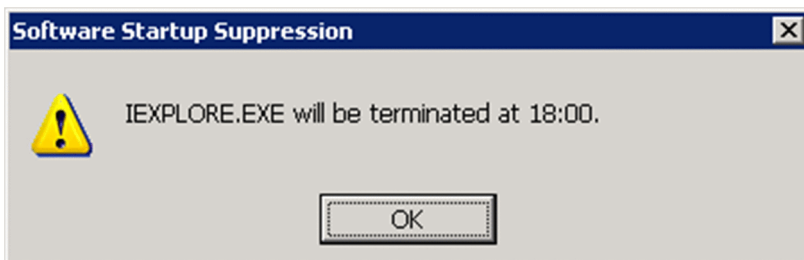 Software Startup Suppression
IEXPLORE.EXE will be terminated at 18:00.
OK